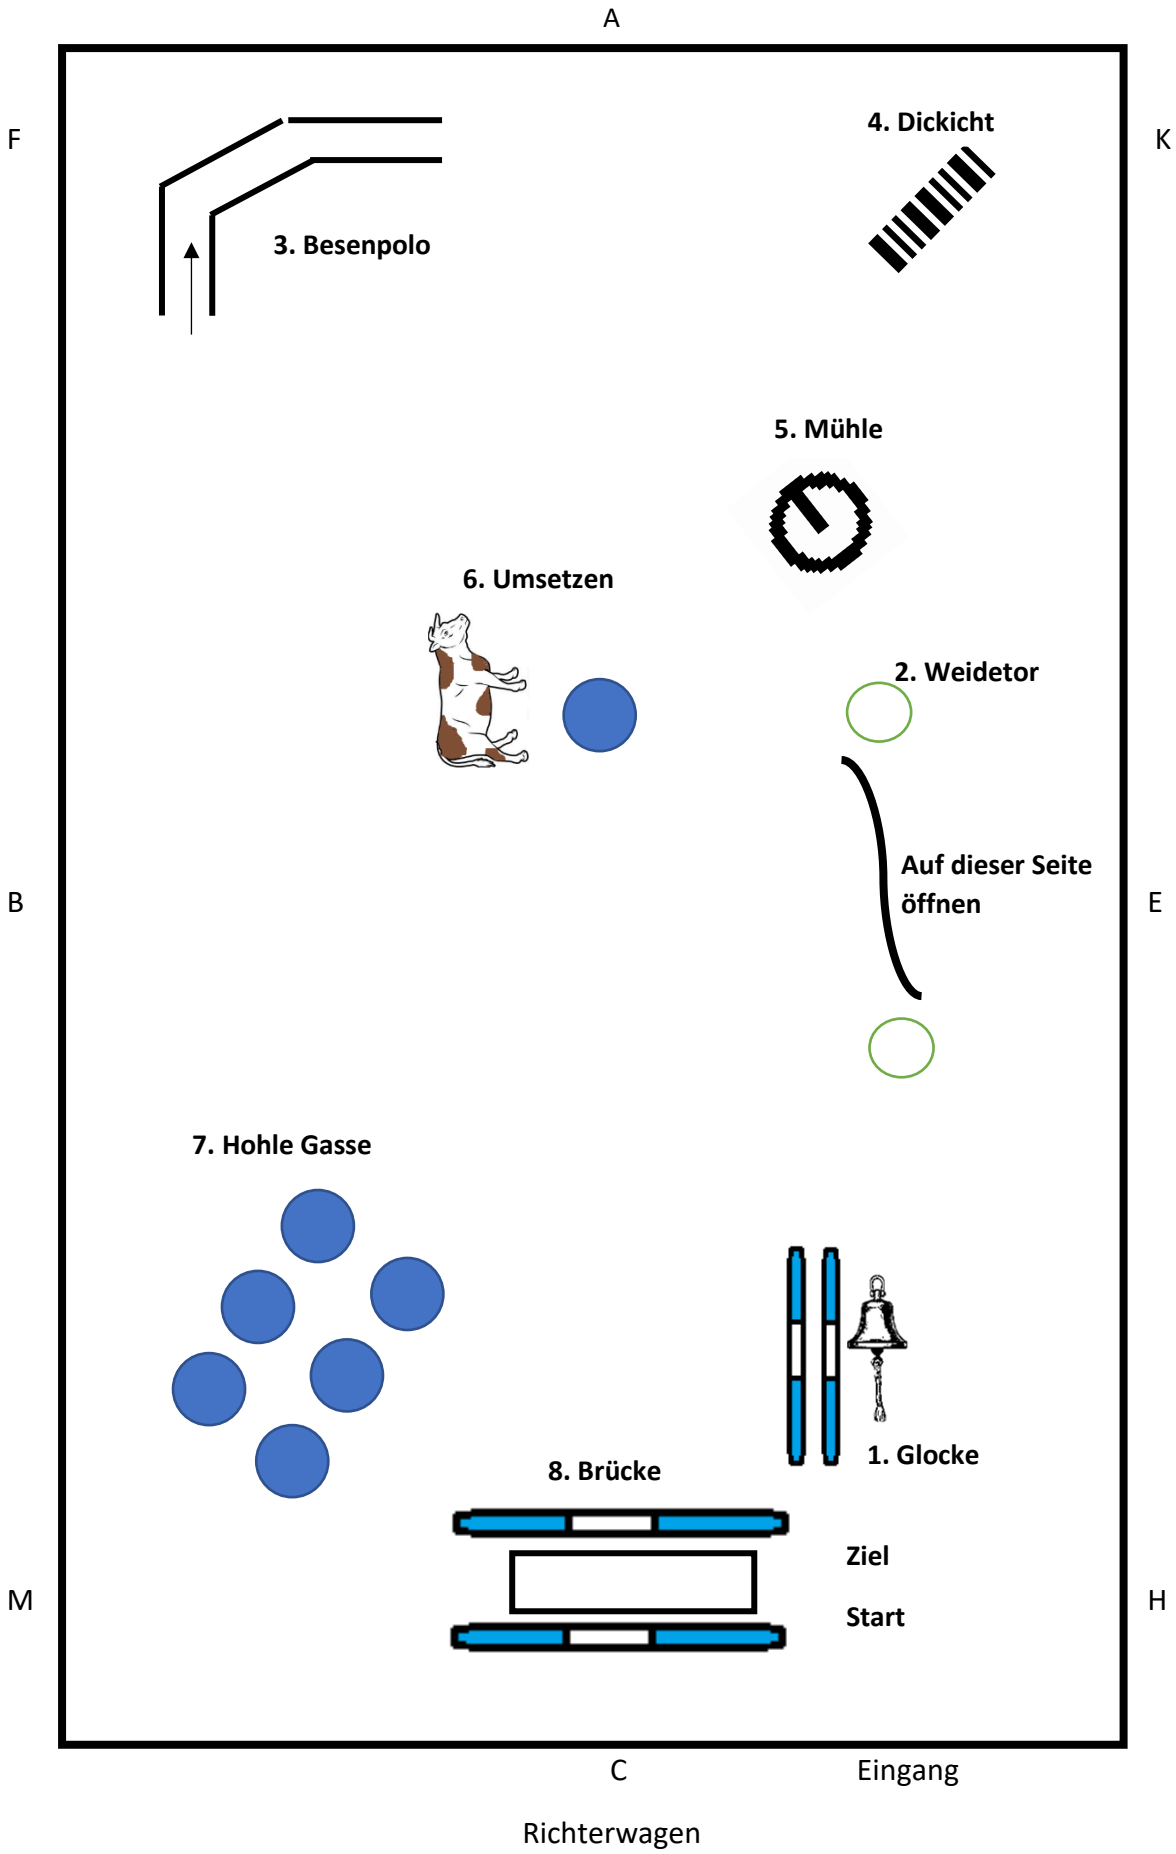 A
F
4. Dickicht
K
3. Besenpolo
5. Mühle
6. Umsetzen
2. Weidetor
Auf dieser Seite
öffnen
B
E
7. Hohle Gasse
1. Glocke
8. Brücke
Ziel
M
H
Start
C
Eingang
Richterwagen